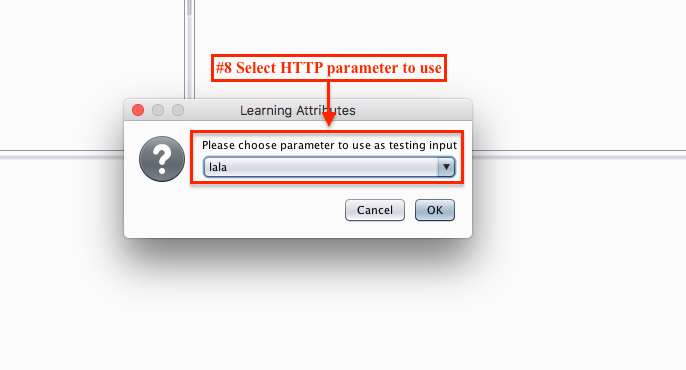 #8 Select HTTP parameter to use
Learning Attributes
Please choose parameter to use as testing input
lala
Cancel OK